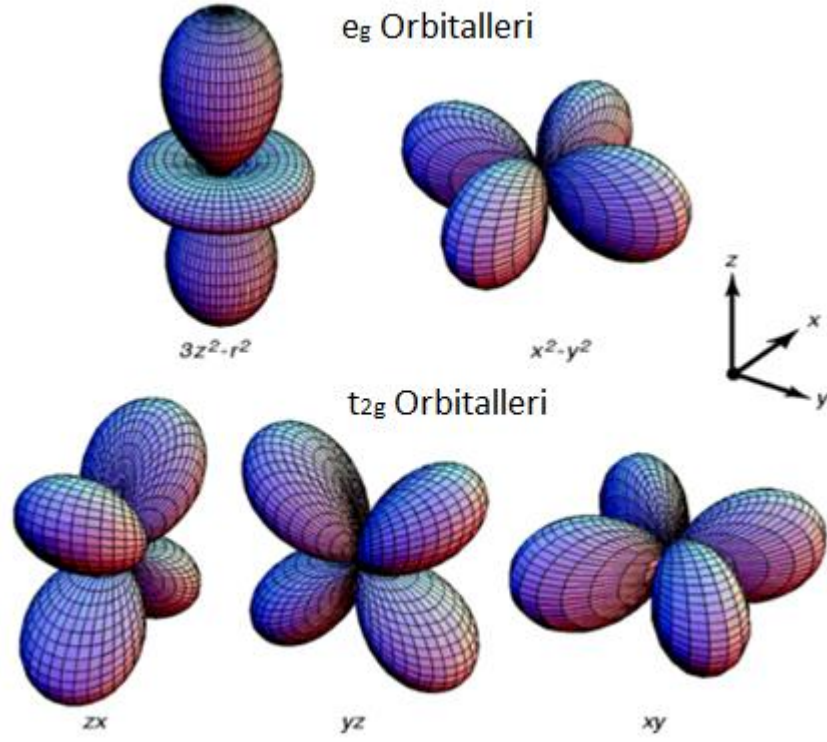 eg Orbitalleri
3z²-r²
x²-y²
z
x
y
t2g Orbitalleri
zx
yz
xy